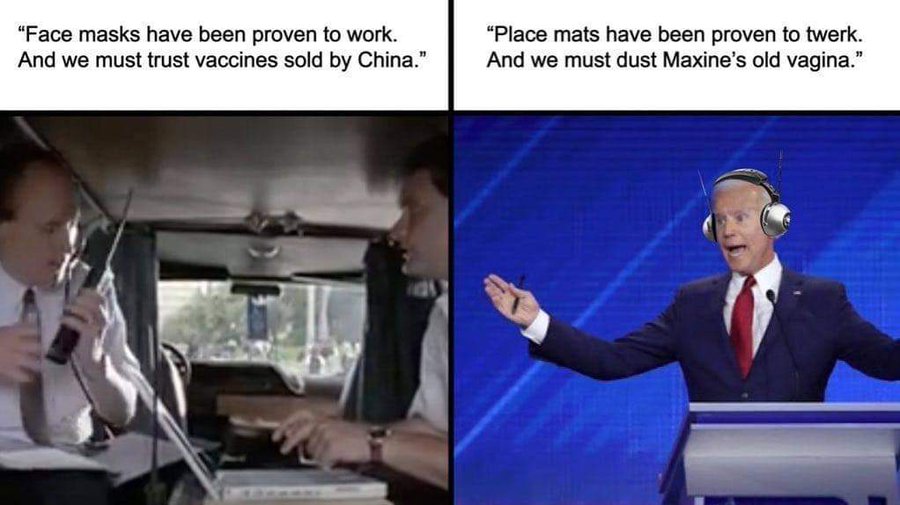 “Face masks have been proven to work.
And we must trust vaccines sold by China.”
“Place mats have been proven to twerk.
And we must dust Maxine’s old vagina.”